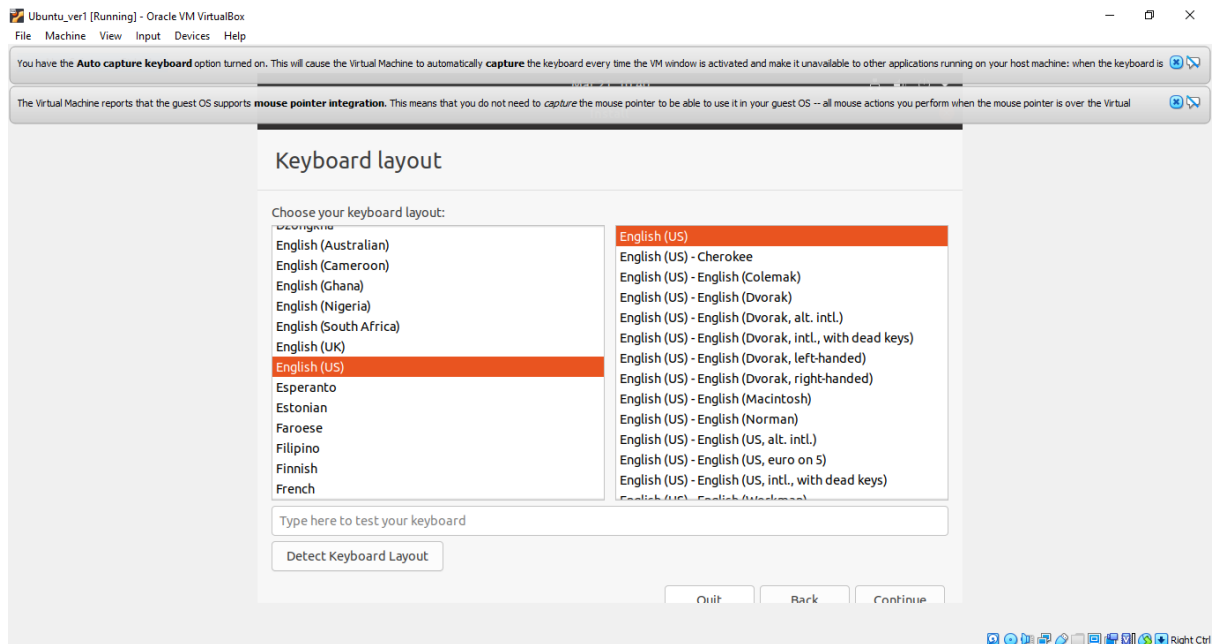 Ubuntu_ver1 [Running] - Oracle VM VirtualBox
File Machine View Input Devices Help
You have the Auto capture keyboard option turned on. This will cause the Virtual Machine to automatically capture the keyboard every time the VM window is activated and make it unavailable to other applications running on your host machine: when the keyboard is
The Virtual Machine reports that the guest OS supports mouse pointer integration. This means that you do not need to capture the mouse pointer to be able to use it in your guest OS -- all mouse actions you perform when the mouse pointer is over the Virtual
Keyboard layout
Choose your keyboard layout:
Dzongkha
English (Australian)
English (Cameroon)
English (Ghana)
English (Nigeria)
English (South Africa)
English (UK)
English (US)
Esperanto
Estonian
Faroese
Filipino
Finnish
French
English (US)
English (US) - Cherokee
English (US) - English (Colemak)
English (US) - English (Dvorak)
English (US) - English (Dvorak, alt. intl.)
English (US) - English (Dvorak, intl., with dead keys)
English (US) - English (Dvorak, left-handed)
English (US) - English (Dvorak, right-handed)
English (US) - English (Macintosh)
English (US) - English (Norman)
English (US) - English (US, alt. intl.)
English (US) - English (US, euro on 5)
English (US) - English (US, intl., with dead keys)
English (US) - English (Workman)
Type here to test your keyboard
Detect Keyboard Layout
Quit Back Continue
Right Ctrl